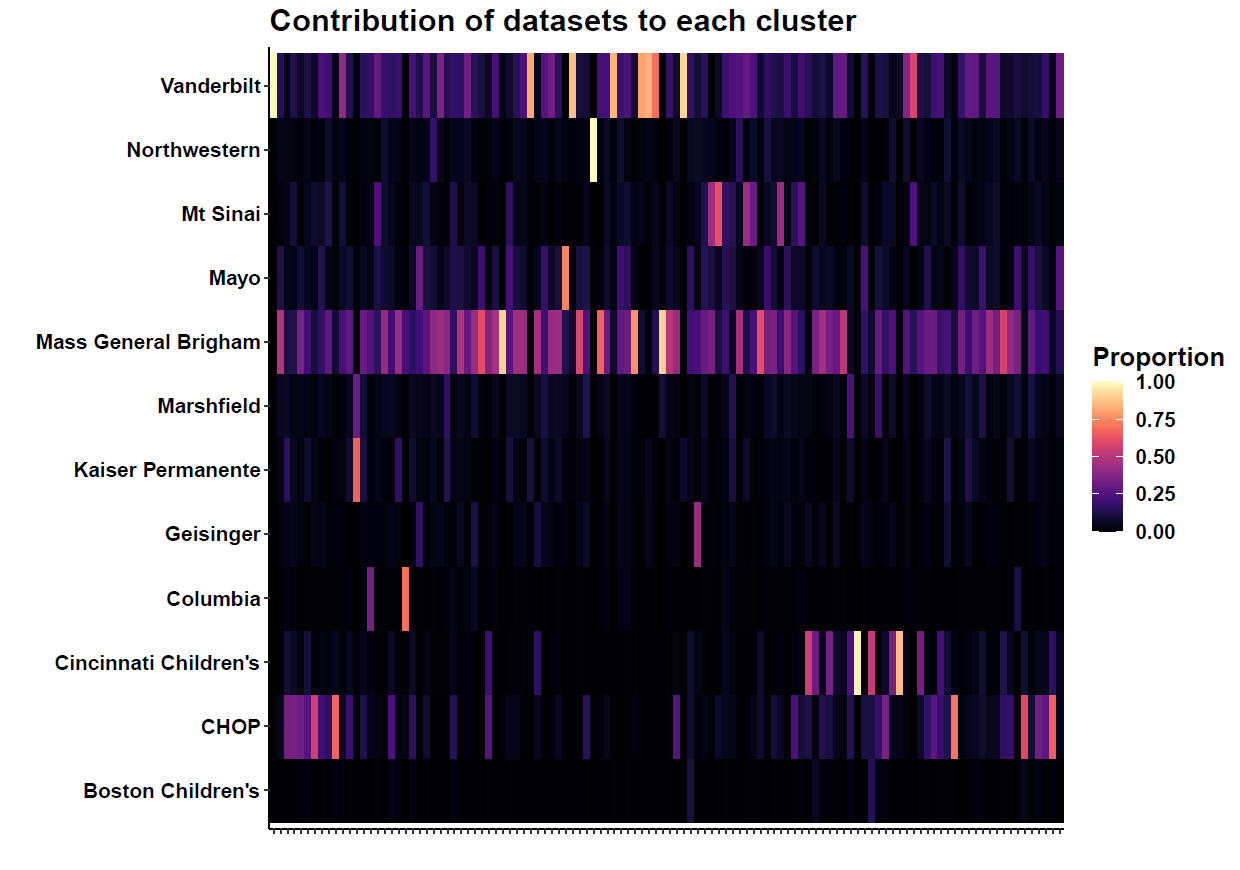 Contribution of datasets to each cluster
Vanderbilt
Northwestern
Mt Sinai
Mayo
Mass General Brigham
Marshfield
Kaiser Permanente
Geisinger
Columbia
Cincinnati Children's
CHOP
Boston Children's
Proportion
1.00
0.75
0.50
0.25
0.00